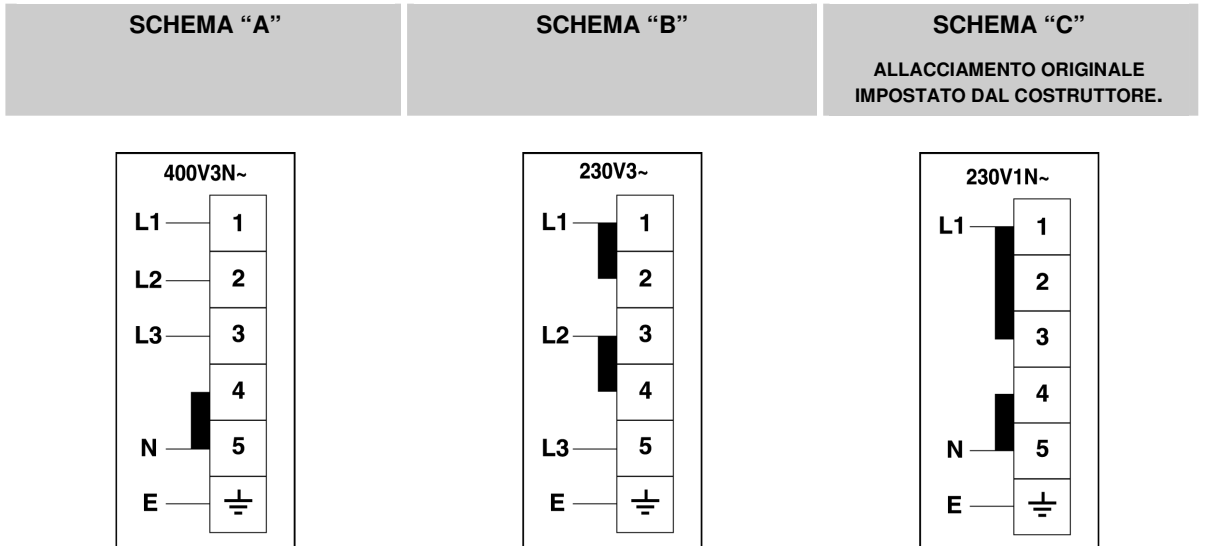 SCHEMA “A”
SCHEMA “B”
SCHEMA “C”
ALLACCIAMENTO ORIGINALE
IMPOSTATO DAL COSTRUTTORE.
400V3N~
L1 1
L2 2
L3 3
4
N 5
E
230V3~
L1 1
2
L2 3
4
L3 5
E
230V1N~
L1 1
2
3
4
N 5
E